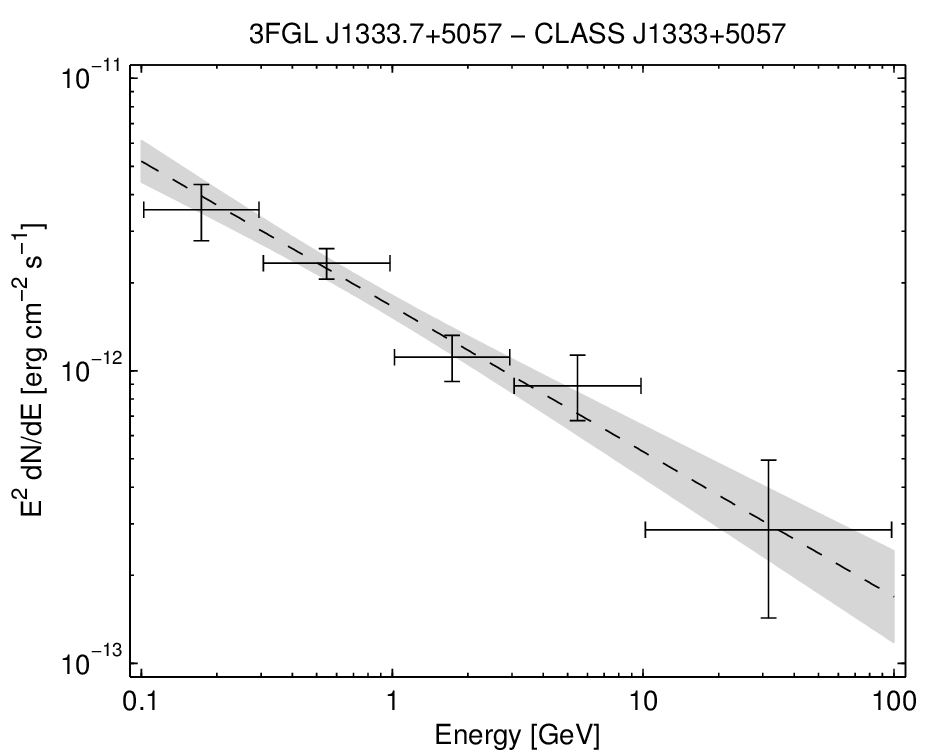 3FGL J1333.7+5057 − CLASS J1333+5057
10⁻¹¹
10⁻¹²
10⁻¹³
E² dN/dE [erg cm⁻² s⁻¹]
0.1 1 10 100
Energy [GeV]